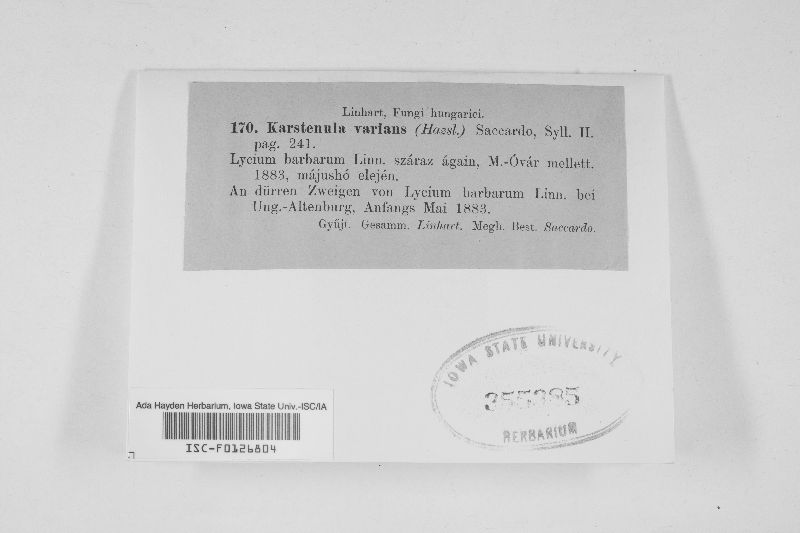 Linhart, Fungi hungarici.
170. Karstenula varians (Hazsl.) Saccardo, Syll. II.
pag. 241.
Lycium barbarum Linn. száraz ágain, M.-Óvár mellett.
1883, májushó elején.
An dürren Zweigen von Lycium barbarum Linn. bei
Ung.-Altenburg, Anfangs Mai 1883.
Gyüjt. Gesamm. Linhart. Megh. Best. Saccardo.
IOWA STATE UNIVERSITY
355385
HERBARIUM
Ada Hayden Herbarium, Iowa State Univ.-ISC/IA
ISC-F0126804